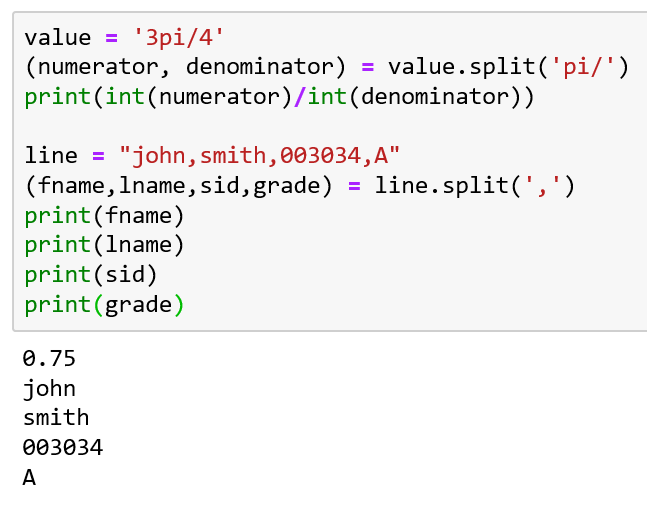 value = '3pi/4'
(numerator, denominator) = value.split('pi/')
print(int(numerator)/int(denominator))
line = "john,smith,003034,A"
(fname,lname,sid,grade) = line.split(',')
print(fname)
print(lname)
print(sid)
print(grade)
0.75
john
smith
003034
A